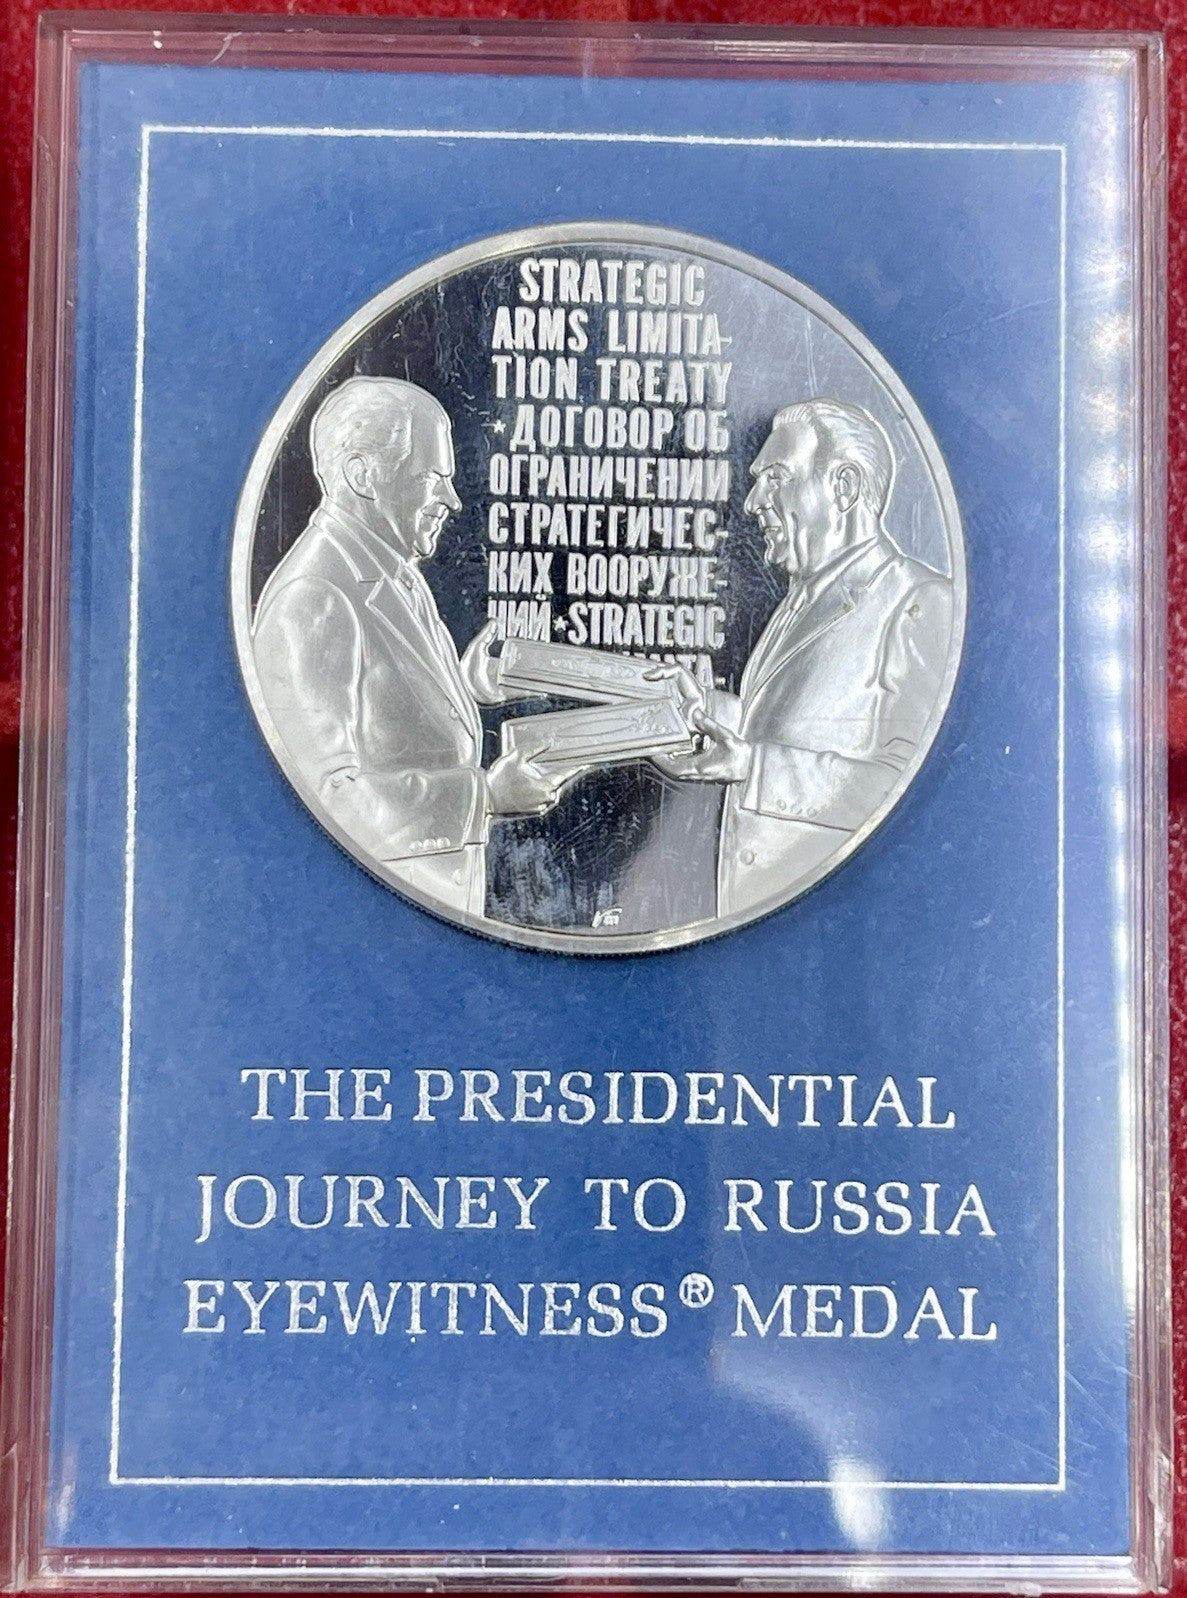 STRATEGIC
ARMS LIMITA-
TION TREATY
★ ДОГОВОР ОБ
ОГРАНИЧЕНИИ
СТРАТЕГИЧЕС-
КИХ ВООРУЖЕ-
НИЙ ★ STRATEGIC
THE PRESIDENTIAL
JOURNEY TO RUSSIA
EYEWITNESS® MEDAL